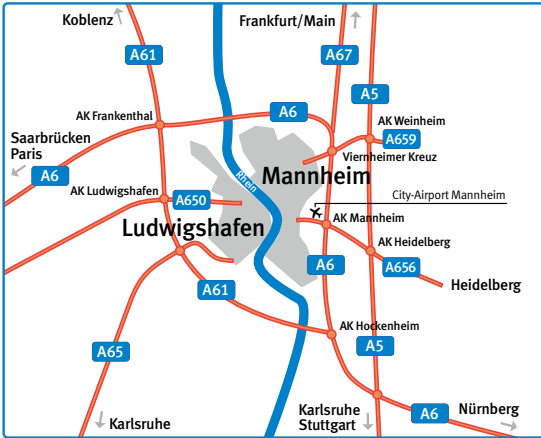 Koblenz
Frankfurt/Main
A61
A67
A5
A6
AK Frankenthal
AK Weinheim
A659
Viernheimer Kreuz
Saarbrücken
Paris
A6
Rhein
Mannheim
City-Airport Mannheim
AK Ludwigshafen
A650
AK Mannheim
Ludwigshafen
AK Heidelberg
A6
A656
Heidelberg
A61
AK Hockenheim
A65
A5
Karlsruhe
Karlsruhe
Stuttgart
A6
Nürnberg